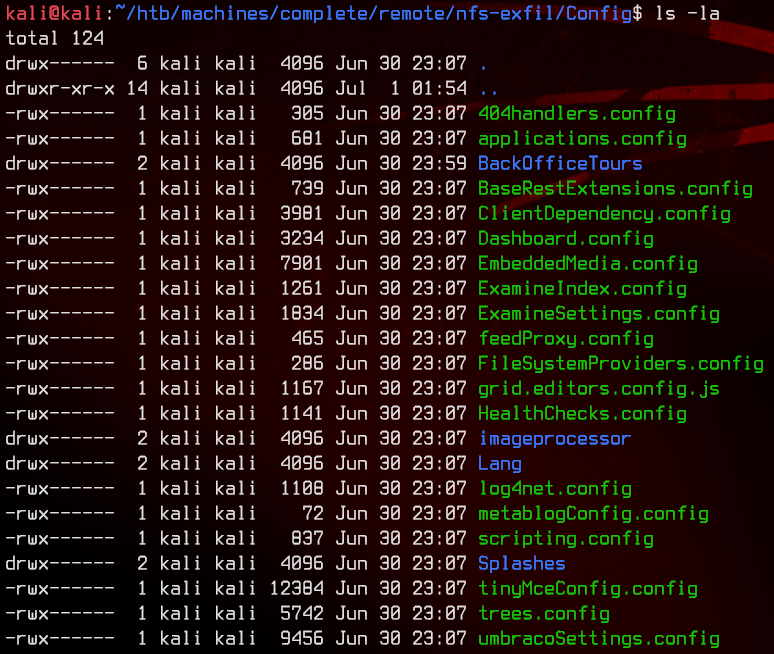 kali@kali:~/htb/machines/complete/remote/nfs-exfil/Config$ ls -la
total 124
drwx------ 6 kali kali 4096 Jun 30 23:07 .
drwxr-xr-x 14 kali kali 4096 Jul 1 01:54 ..
-rwx------ 1 kali kali 305 Jun 30 23:07 404handlers.config
-rwx------ 1 kali kali 681 Jun 30 23:07 applications.config
drwx------ 2 kali kali 4096 Jun 30 23:59 BackOfficeTours
-rwx------ 1 kali kali 739 Jun 30 23:07 BaseRestExtensions.config
-rwx------ 1 kali kali 3981 Jun 30 23:07 ClientDependency.config
-rwx------ 1 kali kali 3234 Jun 30 23:07 Dashboard.config
-rwx------ 1 kali kali 7901 Jun 30 23:07 EmbeddedMedia.config
-rwx------ 1 kali kali 1261 Jun 30 23:07 ExamineIndex.config
-rwx------ 1 kali kali 1834 Jun 30 23:07 ExamineSettings.config
-rwx------ 1 kali kali 465 Jun 30 23:07 feedProxy.config
-rwx------ 1 kali kali 286 Jun 30 23:07 FileSystemProviders.config
-rwx------ 1 kali kali 1167 Jun 30 23:07 grid.editors.config.js
-rwx------ 1 kali kali 1141 Jun 30 23:07 HealthChecks.config
drwx------ 2 kali kali 4096 Jun 30 23:07 imageprocessor
drwx------ 2 kali kali 4096 Jun 30 23:07 Lang
-rwx------ 1 kali kali 1108 Jun 30 23:07 log4net.config
-rwx------ 1 kali kali 72 Jun 30 23:07 metablogConfig.config
-rwx------ 1 kali kali 837 Jun 30 23:07 scripting.config
drwx------ 2 kali kali 4096 Jun 30 23:07 Splashes
-rwx------ 1 kali kali 12384 Jun 30 23:07 tinyMceConfig.config
-rwx------ 1 kali kali 5742 Jun 30 23:07 trees.config
-rwx------ 1 kali kali 9456 Jun 30 23:07 umbracoSettings.config